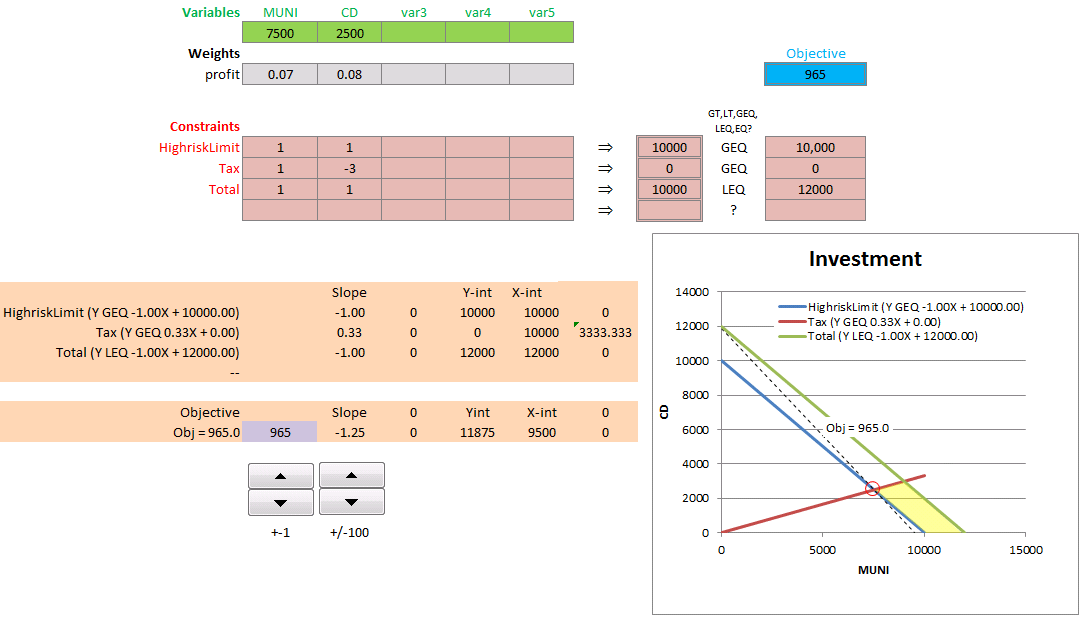 Variables MUNI CD var3 var4 var5
7500 2500
Weights Objective
profit 0.07 0.08 965
GT,LT,GEQ,
LEQ,EQ?
Constraints
HighriskLimit 1 1 ⇒ 10000 GEQ 10,000
Tax 1 -3 ⇒ 0 GEQ 0
Total 1 1 ⇒ 10000 LEQ 12000
⇒ ?
Slope Y-int X-int
HighriskLimit (Y GEQ -1.00X + 10000.00) -1.00 0 10000 10000 0
Tax (Y GEQ 0.33X + 0.00) 0.33 0 0 10000 3333.333
Total (Y LEQ -1.00X + 12000.00) -1.00 0 12000 12000 0
--
Objective Slope 0 Yint X-int 0
Obj = 965.0 965 -1.25 0 11875 9500 0
+-1 +/-100
Investment
14000
12000
10000
8000
6000
4000
2000
0
CD
HighriskLimit (Y GEQ -1.00X + 10000.00)
Tax (Y GEQ 0.33X + 0.00)
Total (Y LEQ -1.00X + 12000.00)
Obj = 965.0
0 5000 10000 15000
MUNI